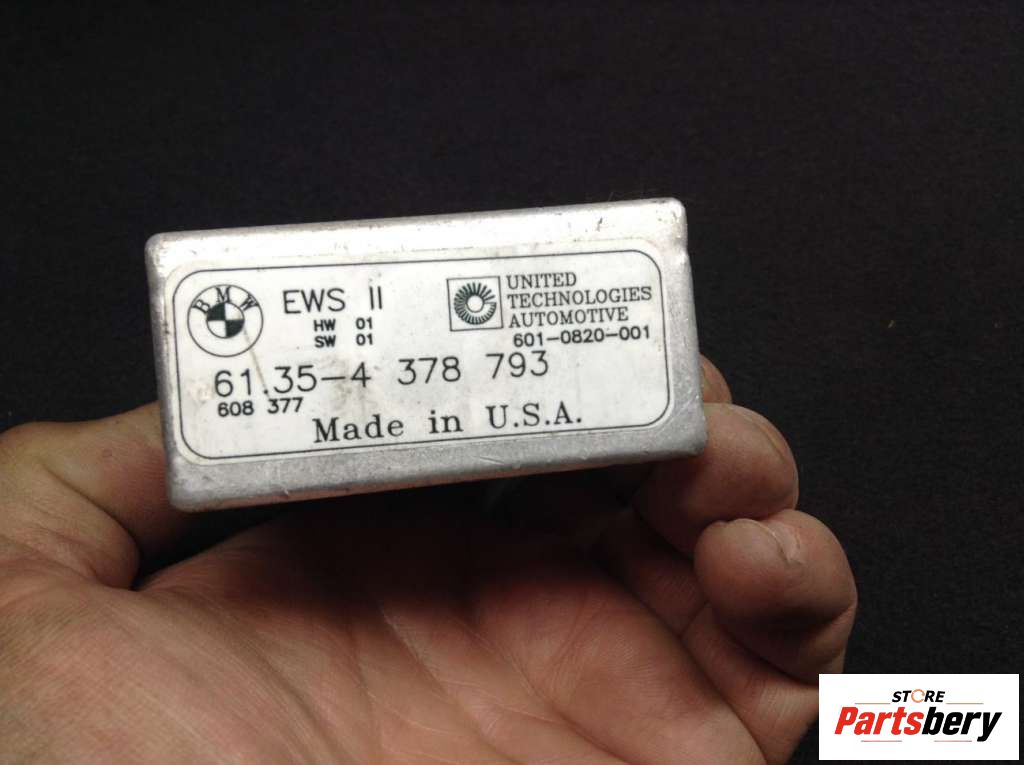 BMW
EWS II
HW 01
SW 01
UNITED
TECHNOLOGIES
AUTOMOTIVE
601-0820-001
61.35-4 378 793
608 377
Made in U.S.A.
STORE
Partsbery